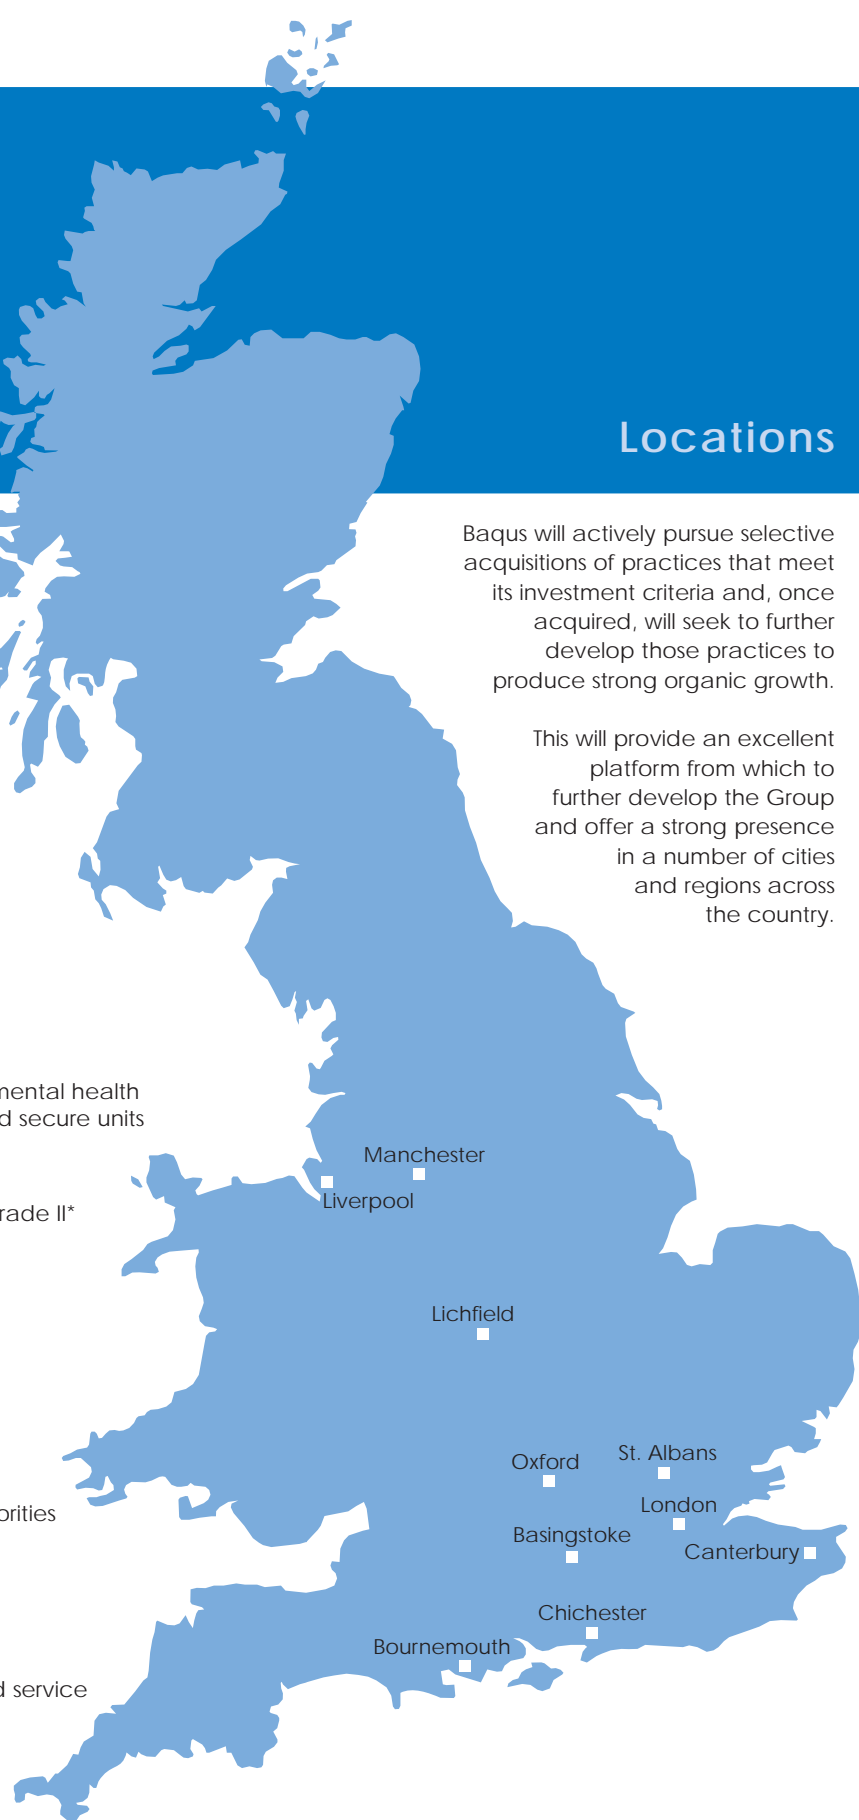 Locations
Baqus will actively pursue selective
acquisitions of practices that meet
its investment criteria and, once
acquired, will seek to further
develop those practices to
produce strong organic growth.
This will provide an excellent
platform from which to
further develop the Group
and offer a strong presence
in a number of cities
and regions across
the country.
mental health
d secure units
rade II*
orities
d service
Manchester
Liverpool
Lichfield
Oxford
St. Albans
London
Basingstoke
Canterbury
Chichester
Bournemouth